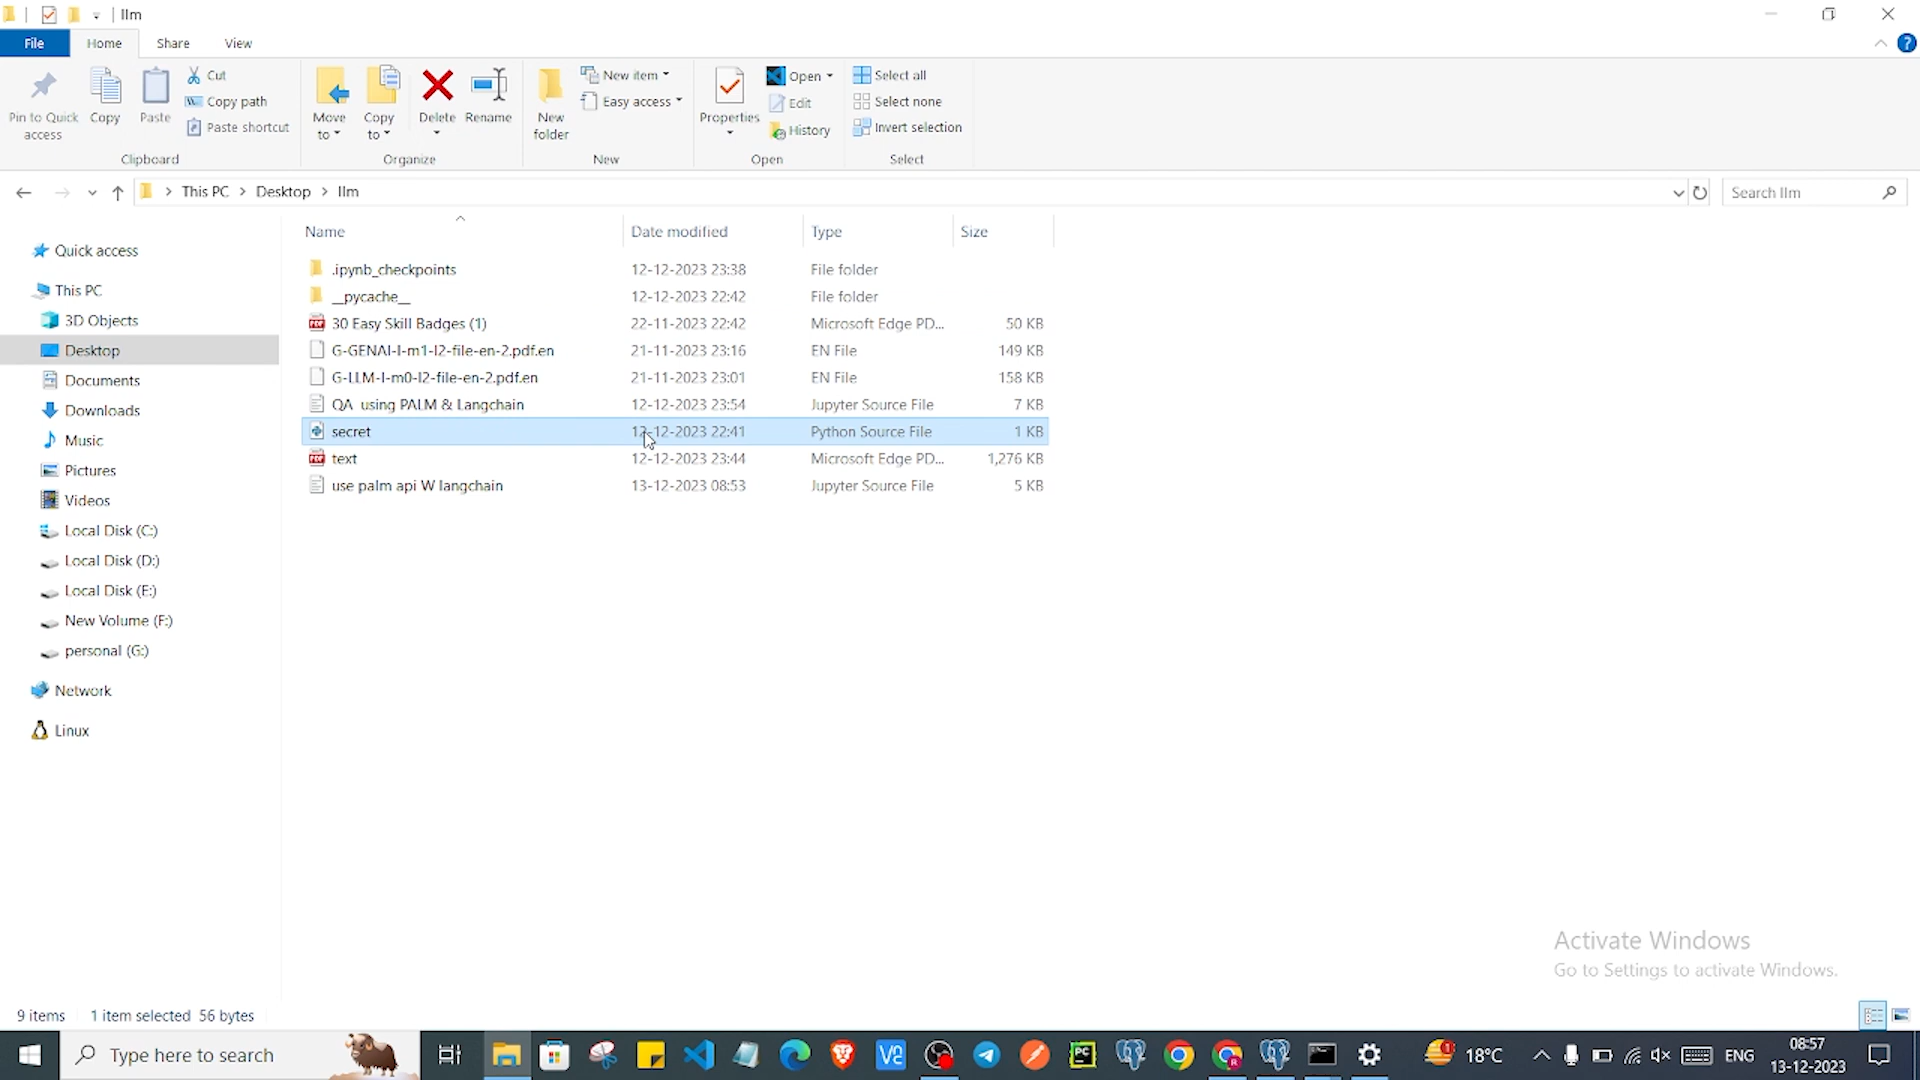 llm
File Home Share View
Pin to Quick access
Copy
Paste
Cut
Copy path
Paste shortcut
Clipboard
Move to
Copy to
Delete
Rename
Organize
New folder
New item
Easy access
New
Properties
Open
Edit
History
Open
Select all
Select none
Invert selection
Select
This PC > Desktop > llm
Search llm
Name Date modified Type Size
.ipynb_checkpoints 12-12-2023 23:38 File folder
__pycache__ 12-12-2023 22:42 File folder
30 Easy Skill Badges (1) 22-11-2023 22:42 Microsoft Edge PD... 50 KB
G-GENAI-I-m1-l2-file-en-2.pdf.en 21-11-2023 23:16 EN File 149 KB
G-LLM-I-m0-l2-file-en-2.pdf.en 21-11-2023 23:01 EN File 158 KB
QA using PALM & Langchain 12-12-2023 23:54 Jupyter Source File 7 KB
secret 12-12-2023 22:41 Python Source File 1 KB
text 12-12-2023 23:44 Microsoft Edge PD... 1,276 KB
use palm api W langchain 13-12-2023 08:53 Jupyter Source File 5 KB
Quick access
This PC
3D Objects
Desktop
Documents
Downloads
Music
Pictures
Videos
Local Disk (C:)
Local Disk (D:)
Local Disk (E:)
New Volume (F:)
personal (G:)
Network
Linux
Activate Windows
Go to Settings to activate Windows.
9 items 1 item selected 56 bytes
Type here to search
PC
18°C
ENG
08:57
13-12-2023